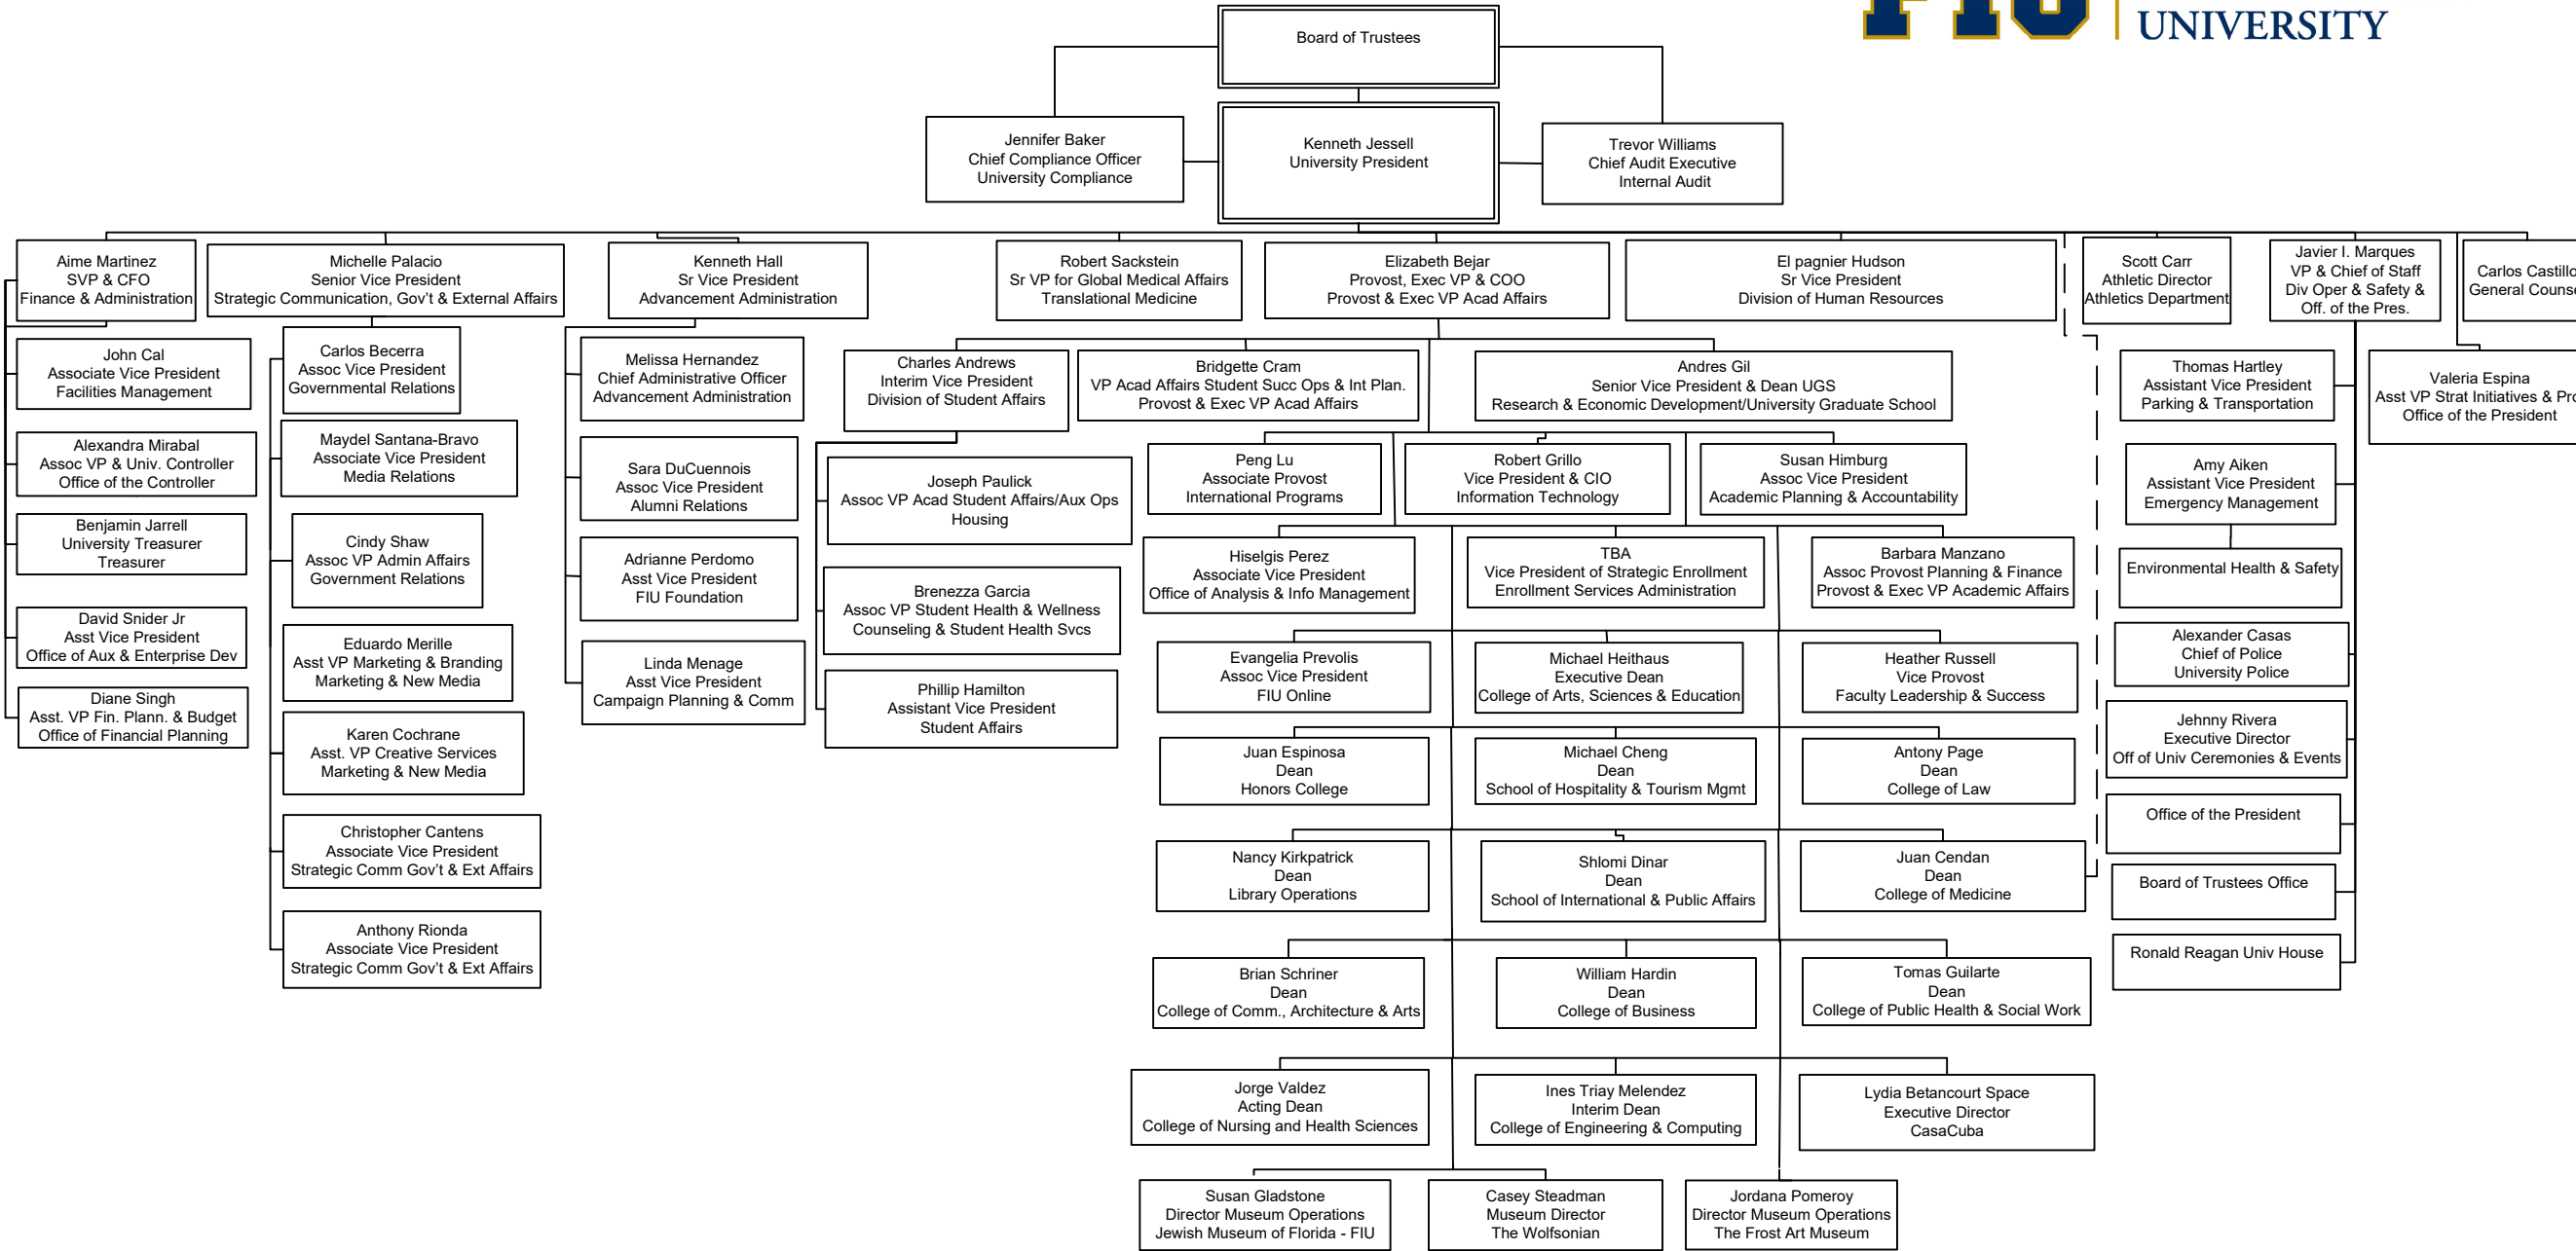 FIU
UNIVERSITY
Board of Trustees
Jennifer Baker
Chief Compliance Officer
University Compliance
Kenneth Jessell
University President
Trevor Williams
Chief Audit Executive
Internal Audit
Aime Martinez
SVP & CFO
Finance & Administration
Michelle Palacio
Senior Vice President
Strategic Communication, Gov't & External Affairs
Kenneth Hall
Sr Vice President
Advancement Administration
Robert Sackstein
Sr VP for Global Medical Affairs
Translational Medicine
Elizabeth Bejar
Provost, Exec VP & COO
Provost & Exec VP Acad Affairs
El pagnier Hudson
Sr Vice President
Division of Human Resources
Scott Carr
Athletic Director
Athletics Department
Javier I. Marques
VP & Chief of Staff
Div Oper & Safety &
Off. of the Pres.
Carlos Castillo
General Counse
John Cal
Associate Vice President
Facilities Management
Alexandra Mirabal
Assoc VP & Univ. Controller
Office of the Controller
Benjamin Jarrell
University Treasurer
Treasurer
David Snider Jr
Asst Vice President
Office of Aux & Enterprise Dev
Diane Singh
Asst. VP Fin. Plann. & Budget
Office of Financial Planning
Carlos Becerra
Assoc Vice President
Governmental Relations
Maydel Santana-Bravo
Associate Vice President
Media Relations
Cindy Shaw
Assoc VP Admin Affairs
Government Relations
Eduardo Merille
Asst VP Marketing & Branding
Marketing & New Media
Karen Cochrane
Asst. VP Creative Services
Marketing & New Media
Christopher Cantens
Associate Vice President
Strategic Comm Gov't & Ext Affairs
Anthony Rionda
Associate Vice President
Strategic Comm Gov't & Ext Affairs
Melissa Hernandez
Chief Administrative Officer
Advancement Administration
Sara DuCuennois
Assoc Vice President
Alumni Relations
Adrianne Perdomo
Asst Vice President
FIU Foundation
Linda Menage
Asst Vice President
Campaign Planning & Comm
Charles Andrews
Interim Vice President
Division of Student Affairs
Bridgette Cram
VP Acad Affairs Student Succ Ops & Int Plan.
Provost & Exec VP Acad Affairs
Andres Gil
Senior Vice President & Dean UGS
Research & Economic Development/University Graduate School
Joseph Paulick
Assoc VP Acad Student Affairs/Aux Ops
Housing
Brenezza Garcia
Assoc VP Student Health & Wellness
Counseling & Student Health Svcs
Phillip Hamilton
Assistant Vice President
Student Affairs
Peng Lu
Associate Provost
International Programs
Robert Grillo
Vice President & CIO
Information Technology
Susan Himburg
Assoc Vice President
Academic Planning & Accountability
Hiselgis Perez
Associate Vice President
Office of Analysis & Info Management
TBA
Vice President of Strategic Enrollment
Enrollment Services Administration
Barbara Manzano
Assoc Provost Planning & Finance
Provost & Exec VP Academic Affairs
Evangelia Prevolis
Assoc Vice President
FIU Online
Michael Heithaus
Executive Dean
College of Arts, Sciences & Education
Heather Russell
Vice Provost
Faculty Leadership & Success
Juan Espinosa
Dean
Honors College
Michael Cheng
Dean
School of Hospitality & Tourism Mgmt
Antony Page
Dean
College of Law
Nancy Kirkpatrick
Dean
Library Operations
Shlomi Dinar
Dean
School of International & Public Affairs
Juan Cendan
Dean
College of Medicine
Brian Schriner
Dean
College of Comm., Architecture & Arts
William Hardin
Dean
College of Business
Tomas Guilarte
Dean
College of Public Health & Social Work
Jorge Valdez
Acting Dean
College of Nursing and Health Sciences
Ines Triay Melendez
Interim Dean
College of Engineering & Computing
Lydia Betancourt Space
Executive Director
CasaCuba
Susan Gladstone
Director Museum Operations
Jewish Museum of Florida - FIU
Casey Steadman
Museum Director
The Wolfsonian
Jordana Pomeroy
Director Museum Operations
The Frost Art Museum
Thomas Hartley
Assistant Vice President
Parking & Transportation
Amy Aiken
Assistant Vice President
Emergency Management
Environmental Health & Safety
Alexander Casas
Chief of Police
University Police
Jehnny Rivera
Executive Director
Off of Univ Ceremonies & Events
Office of the President
Board of Trustees Office
Ronald Reagan Univ House
Valeria Espina
Asst VP Strat Initiatives & Pro
Office of the President